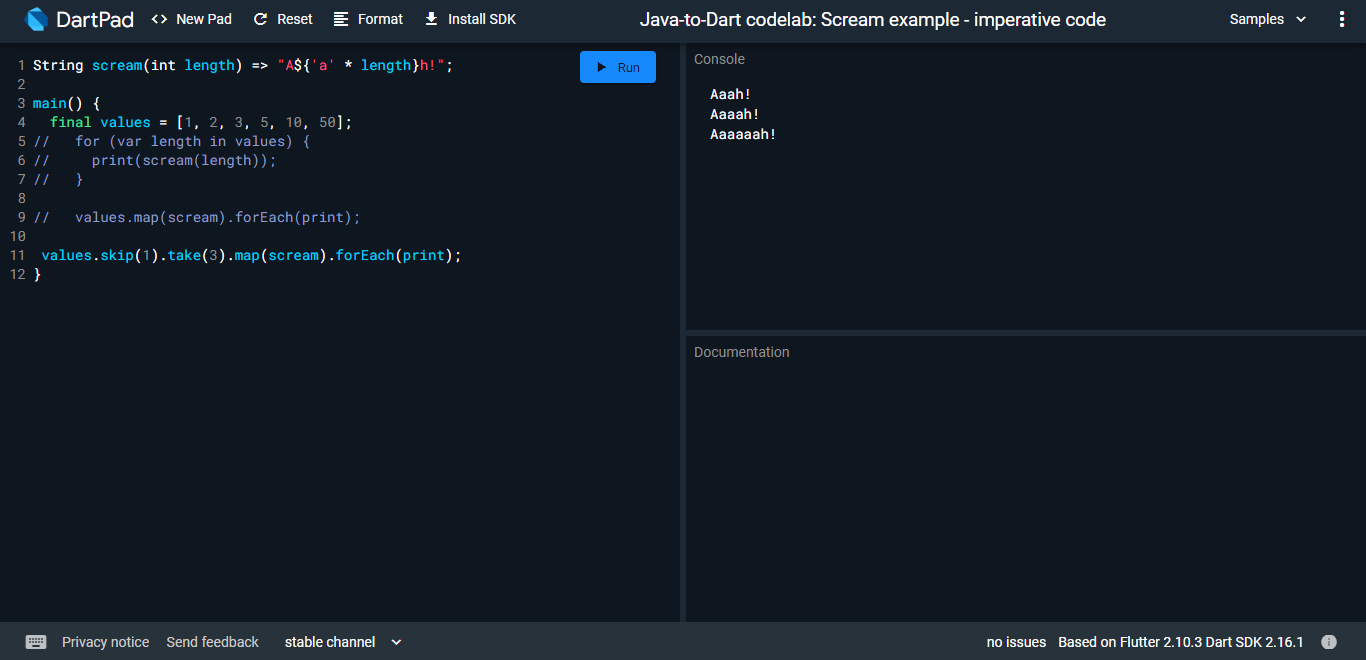 DartPad <> New Pad Reset Format Install SDK Java-to-Dart codelab: Scream example - imperative code Samples
1 String scream(int length) => "A${'a' * length}h!";
2
3 main() {
4   final values = [1, 2, 3, 5, 10, 50];
5 //   for (var length in values) {
6 //     print(scream(length));
7 //   }
8
9 //   values.map(scream).forEach(print);
10
11  values.skip(1).take(3).map(scream).forEach(print);
12 }
Run
Console
Aaah!
Aaaah!
Aaaaaah!
Documentation
Privacy notice Send feedback stable channel no issues Based on Flutter 2.10.3 Dart SDK 2.16.1